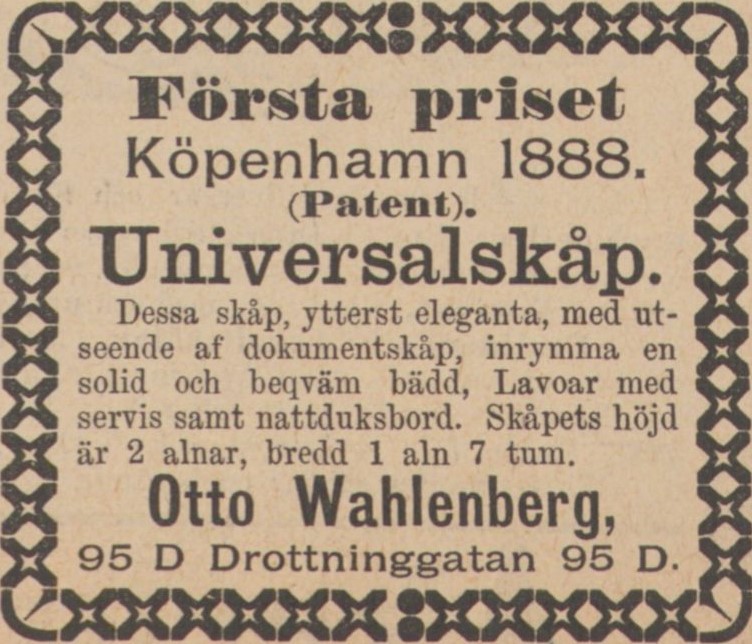 Första priset
Köpenhamn 1888.
(Patent).
Universalskåp.
Dessa skåp, ytterst eleganta, med ut-
seende af dokumentskåp, inrymma en
solid och beqväm bädd, Lavoar med
servis samt nattduksbord. Skåpets höjd
är 2 alnar, bredd 1 aln 7 tum.
Otto Wahlenberg,
95 D Drottninggatan 95 D.